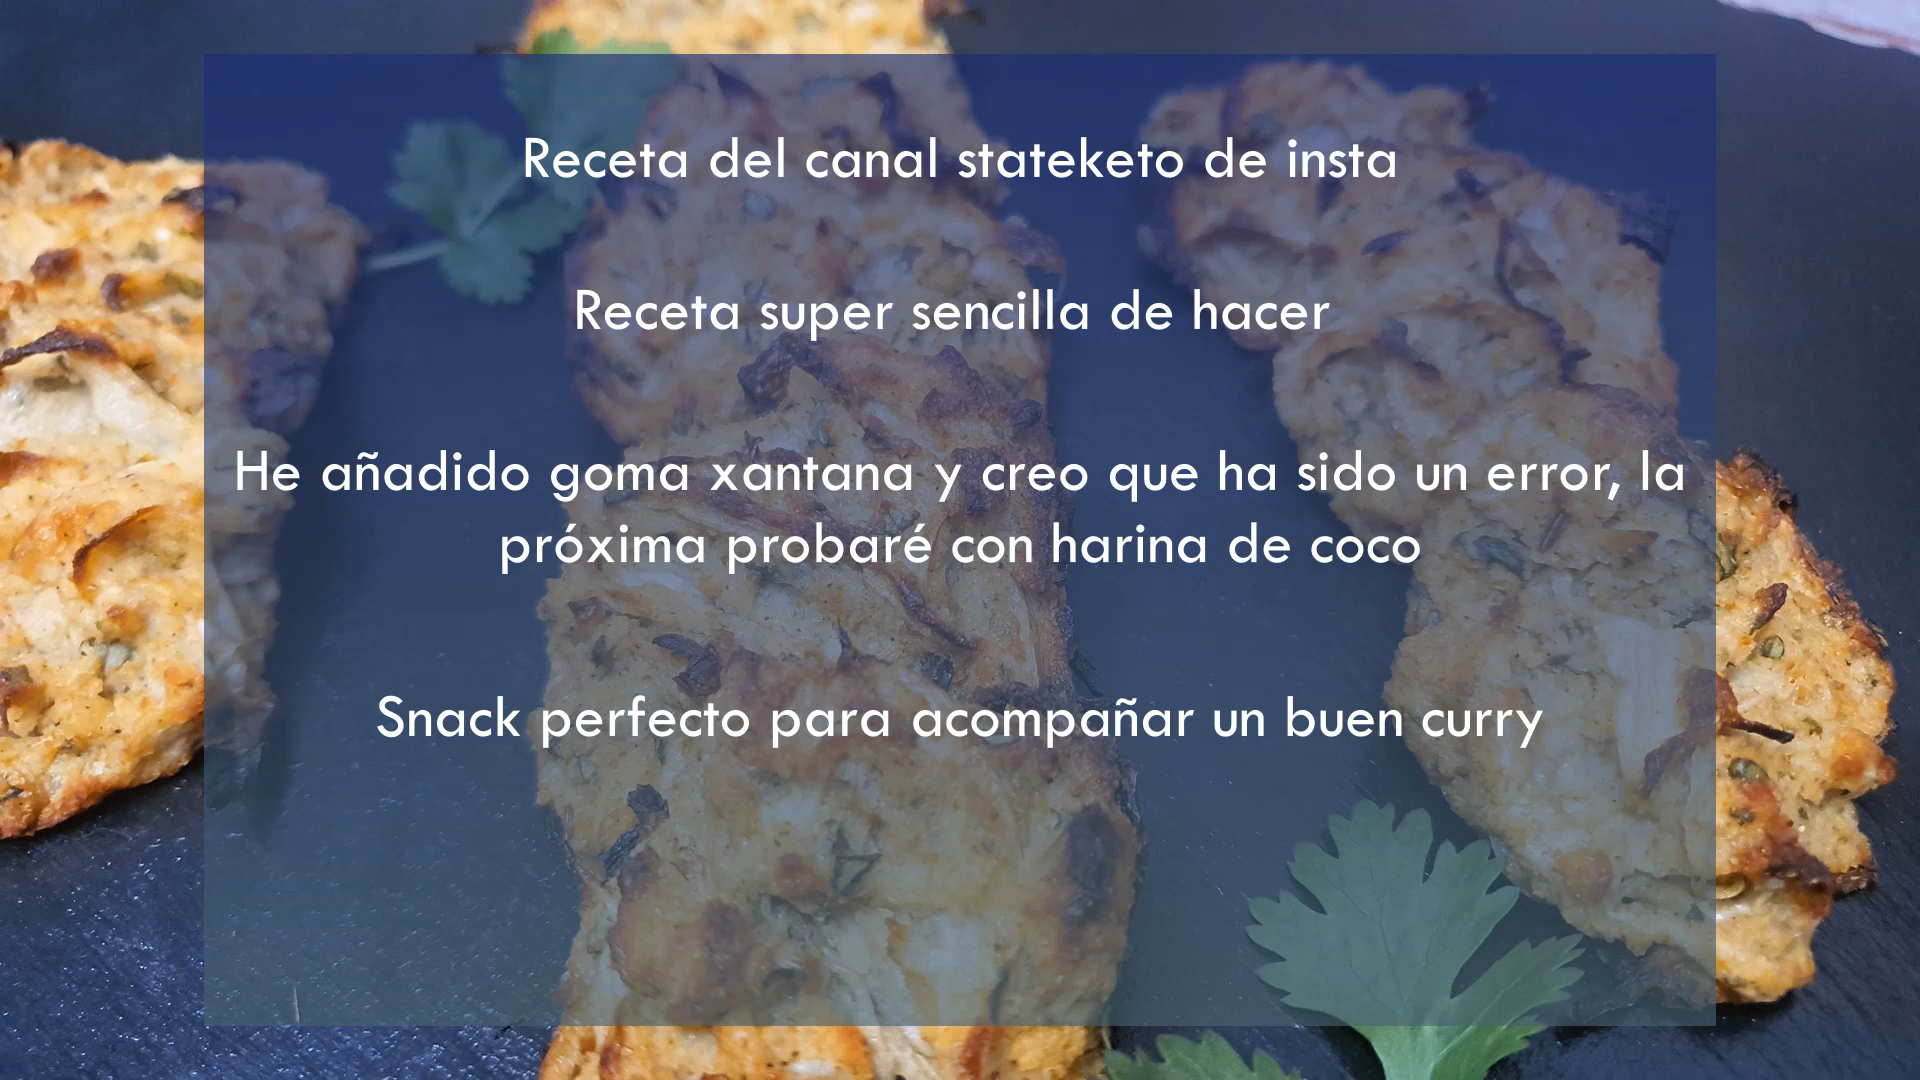 Receta del canal stateketo de insta
Receta super sencilla de hacer
He añadido goma xantana y creo que ha sido un error, la
próxima probaré con harina de coco
Snack perfecto para acompañar un buen curry